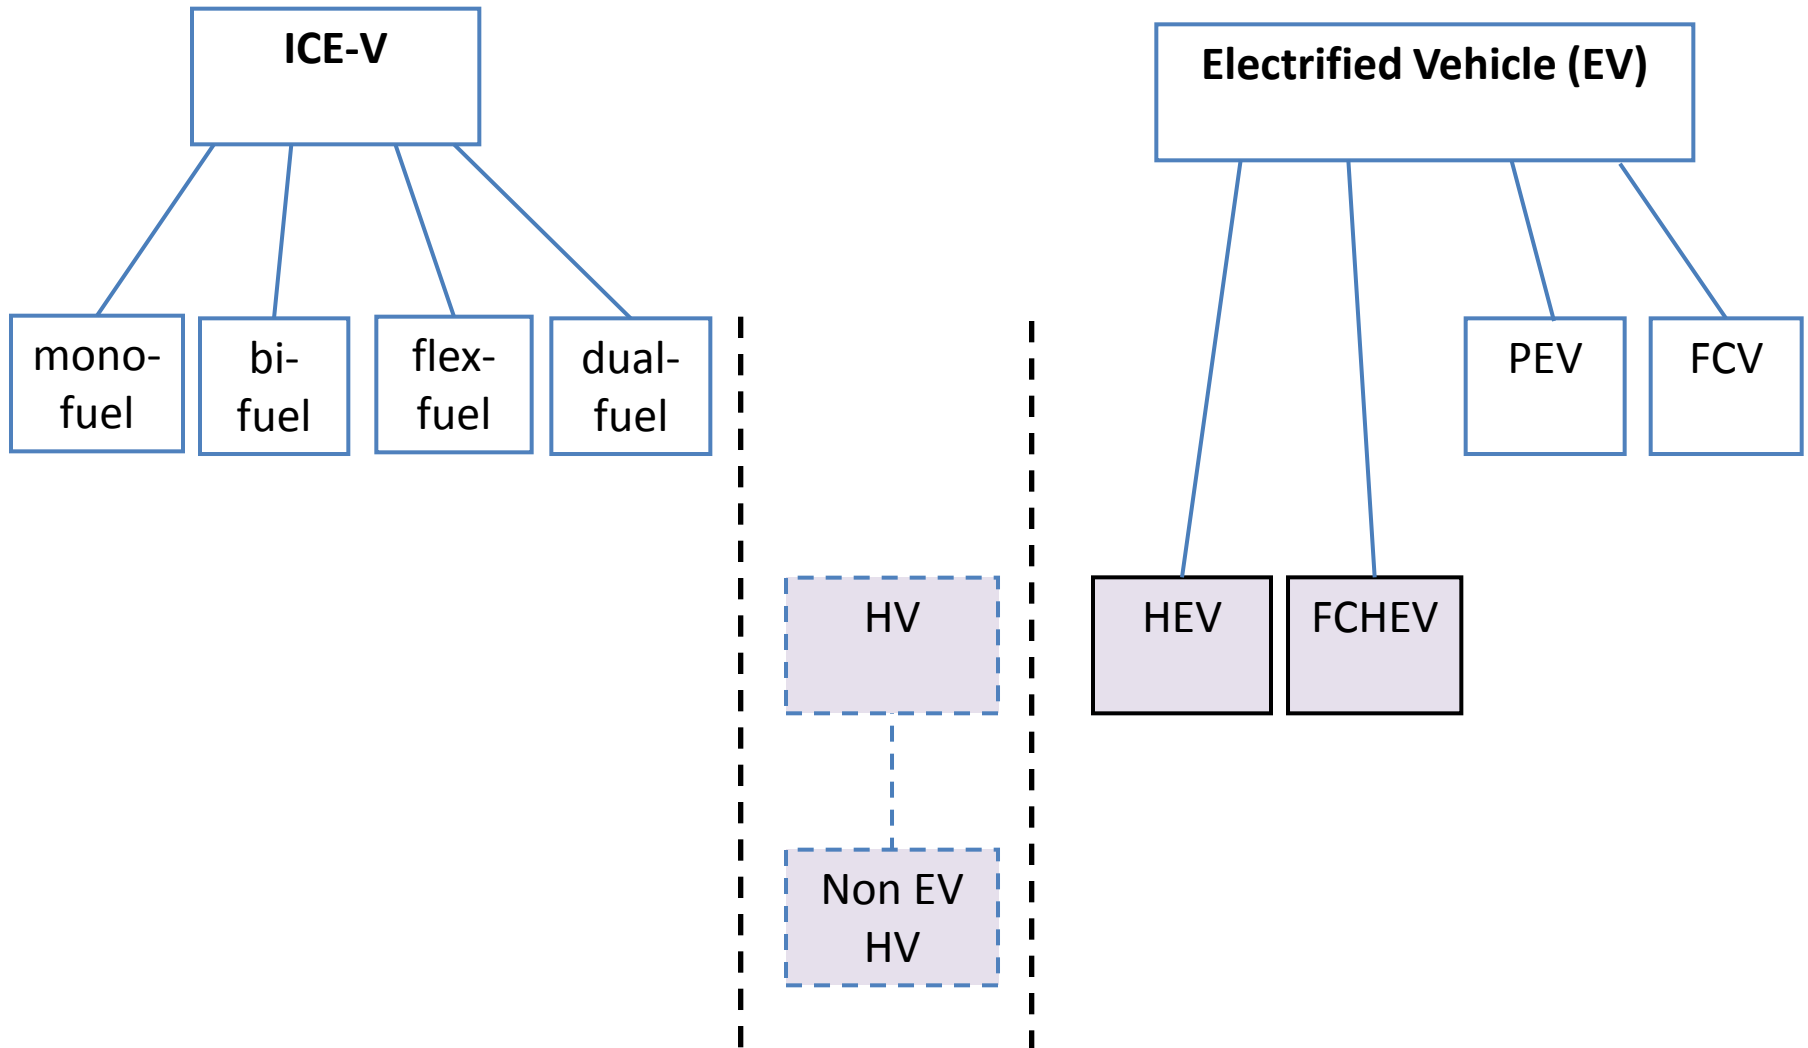 ICE-V
Electrified Vehicle (EV)
mono-
fuel
bi-
fuel
flex-
fuel
dual-
fuel
PEV
FCV
HV
HEV
FCHEV
Non EV
HV